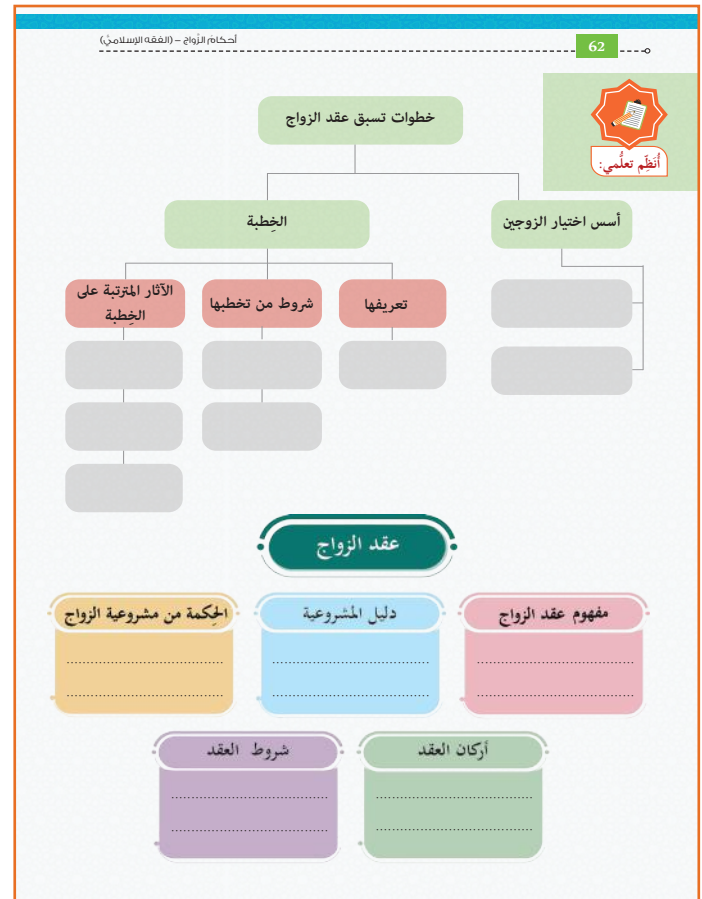 أحكامُ الزّواج – (الفقه الإسلاميّ)
62
أُنَظِّم تعلُّمي:
خطوات تسبق عقد الزواج
أسس اختيار الزوجين
الخِطبة
تعريفها
شروط من تخطبها
الآثار المترتبة على
الخِطبة
عقد الزواج
مفهوم عقد الزواج
........................................
........................................
دليل المشروعية
........................................
........................................
الحِكمة من مشروعية الزواج
........................................
........................................
أركان العقد
........................................
........................................
شروط العقد
........................................
........................................